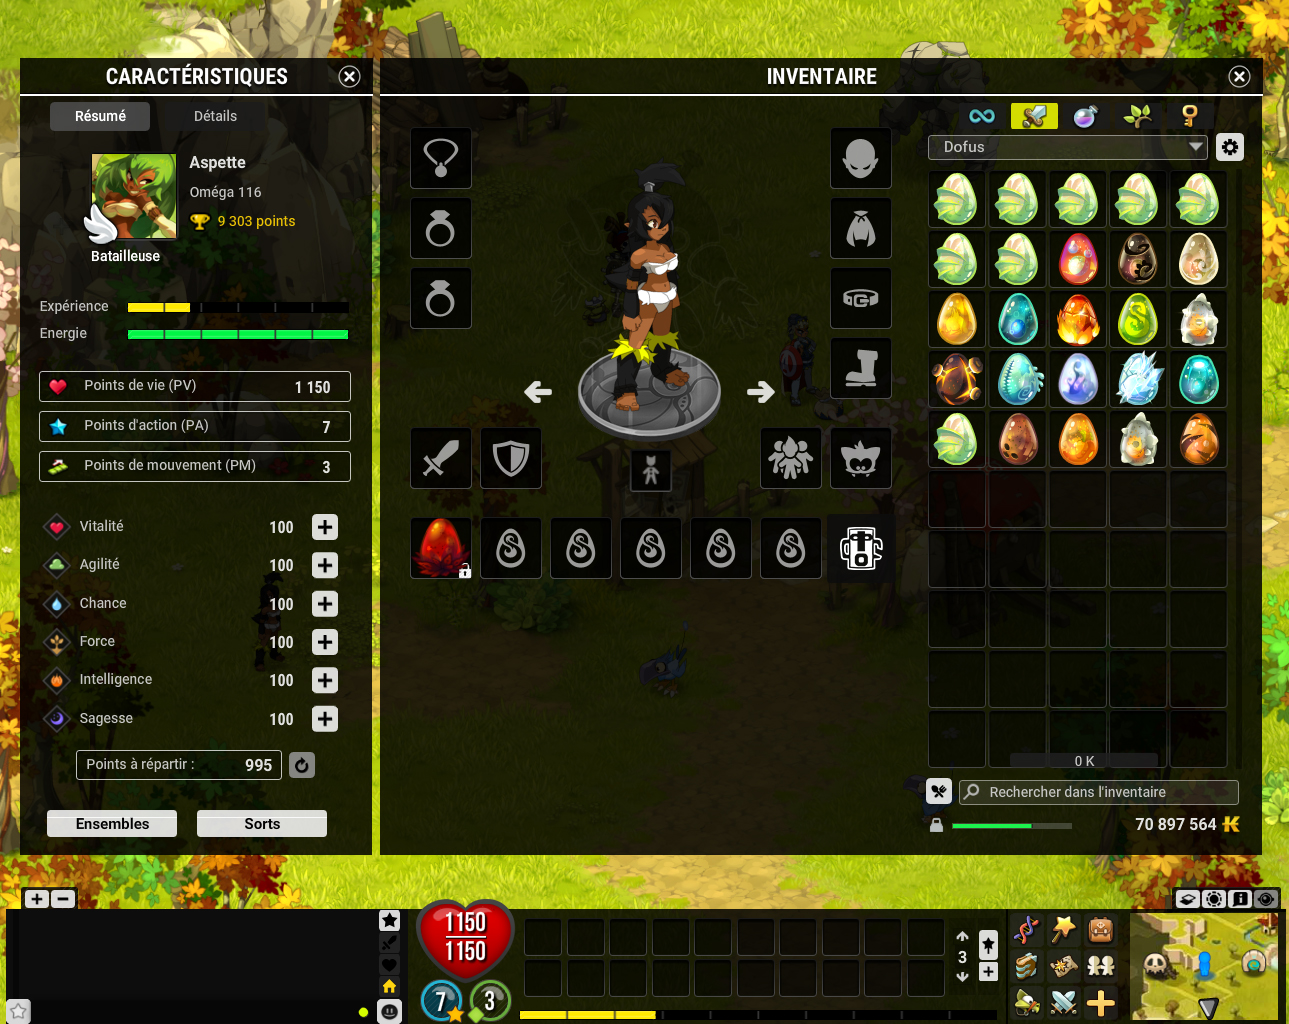 CARACTÉRISTIQUES
Résumé Détails
Aspette
Oméga 116
9 303 points
Batailleuse
Expérience
Energie
Points de vie (PV) 1 150
Points d'action (PA) 7
Points de mouvement (PM) 3
Vitalité 100
Agilité 100
Chance 100
Force 100
Intelligence 100
Sagesse 100
Points à répartir : 995
Ensembles Sorts
INVENTAIRE
Dofus
0 K
Rechercher dans l'inventaire
70 897 564
1150
1150
7 3
3